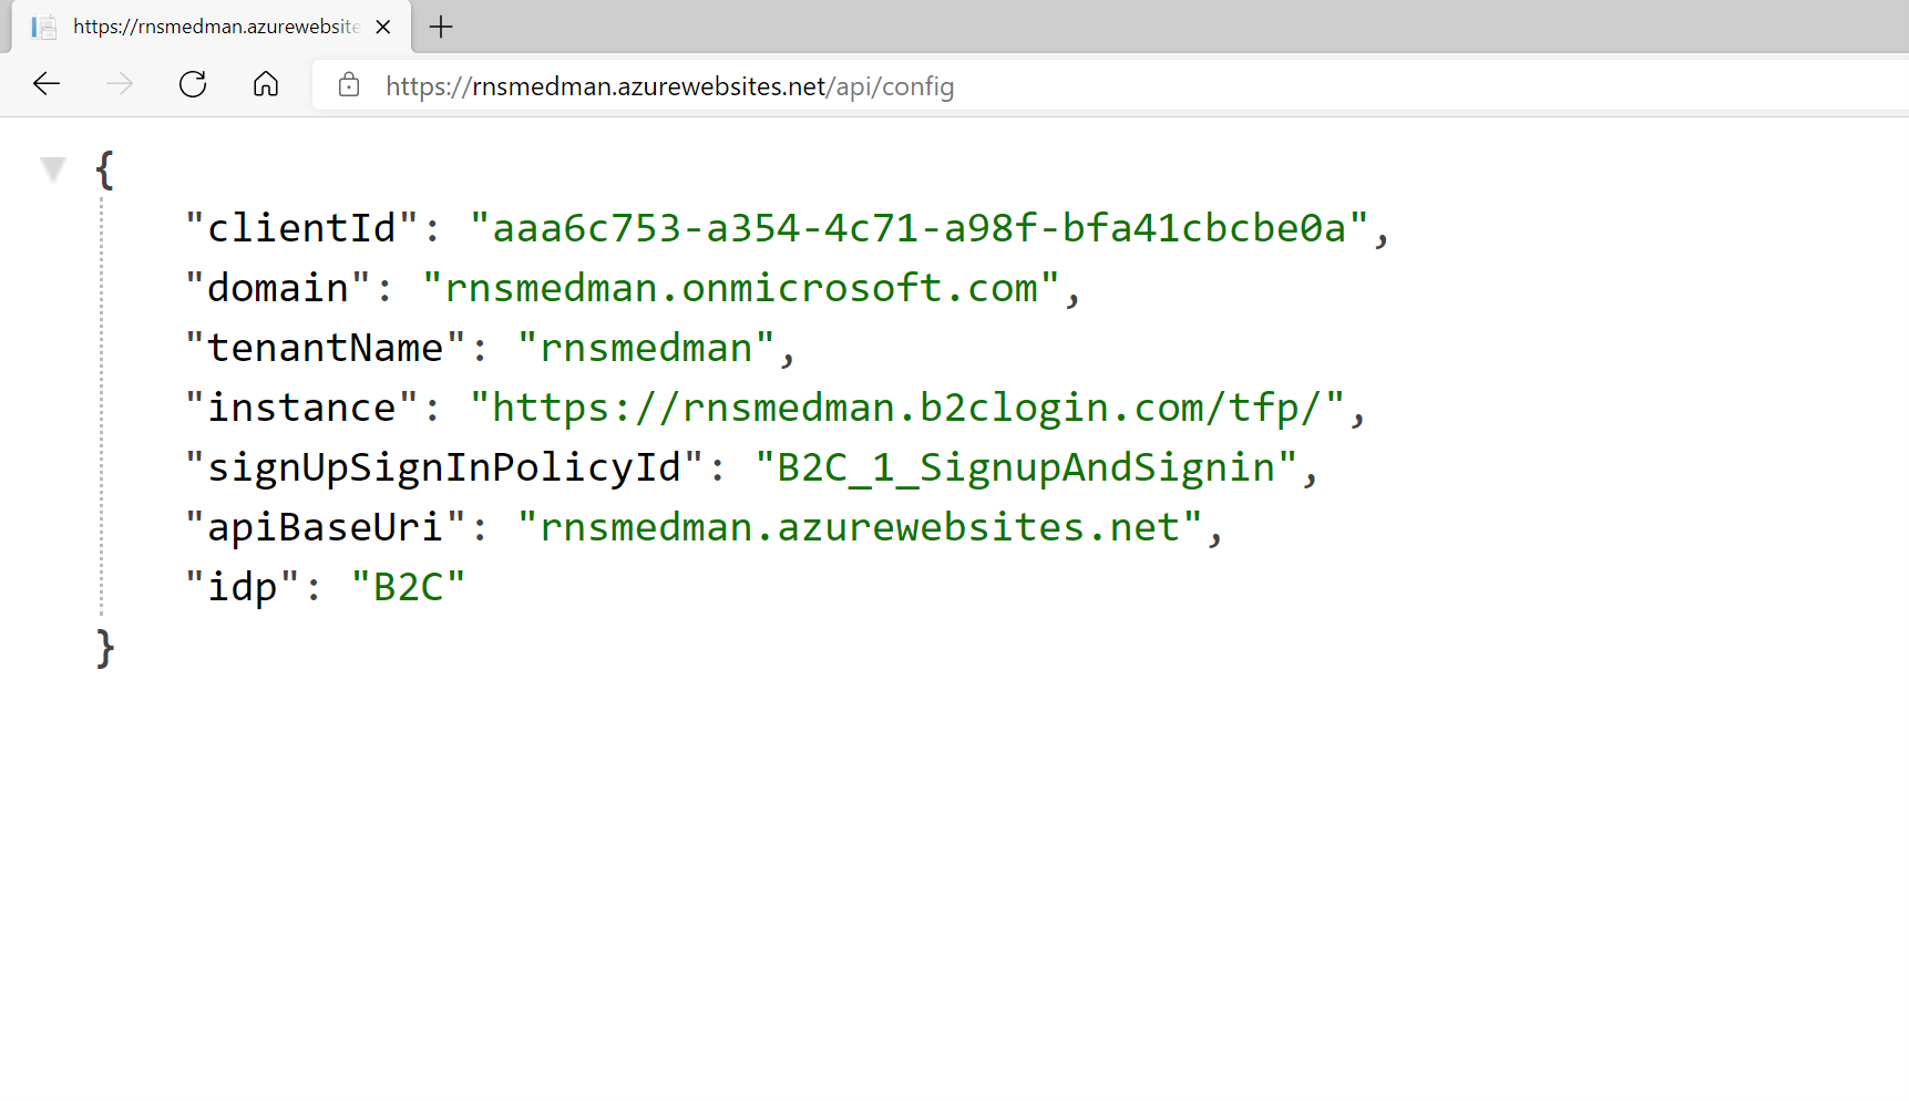 https://rnsmedman.azurewebsite
https://rnsmedman.azurewebsites.net/api/config
{
"clientId": "aaa6c753-a354-4c71-a98f-bfa41cbcbe0a",
"domain": "rnsmedman.onmicrosoft.com",
"tenantName": "rnsmedman",
"instance": "https://rnsmedman.b2clogin.com/tfp/",
"signUpSignInPolicyId": "B2C_1_SignupAndSignin",
"apiBaseUri": "rnsmedman.azurewebsites.net",
"idp": "B2C"
}